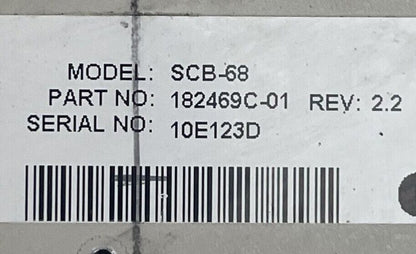 MODEL: SCB-68
PART NO: 182469C-01 REV: 2.2
SERIAL NO: 10E123D